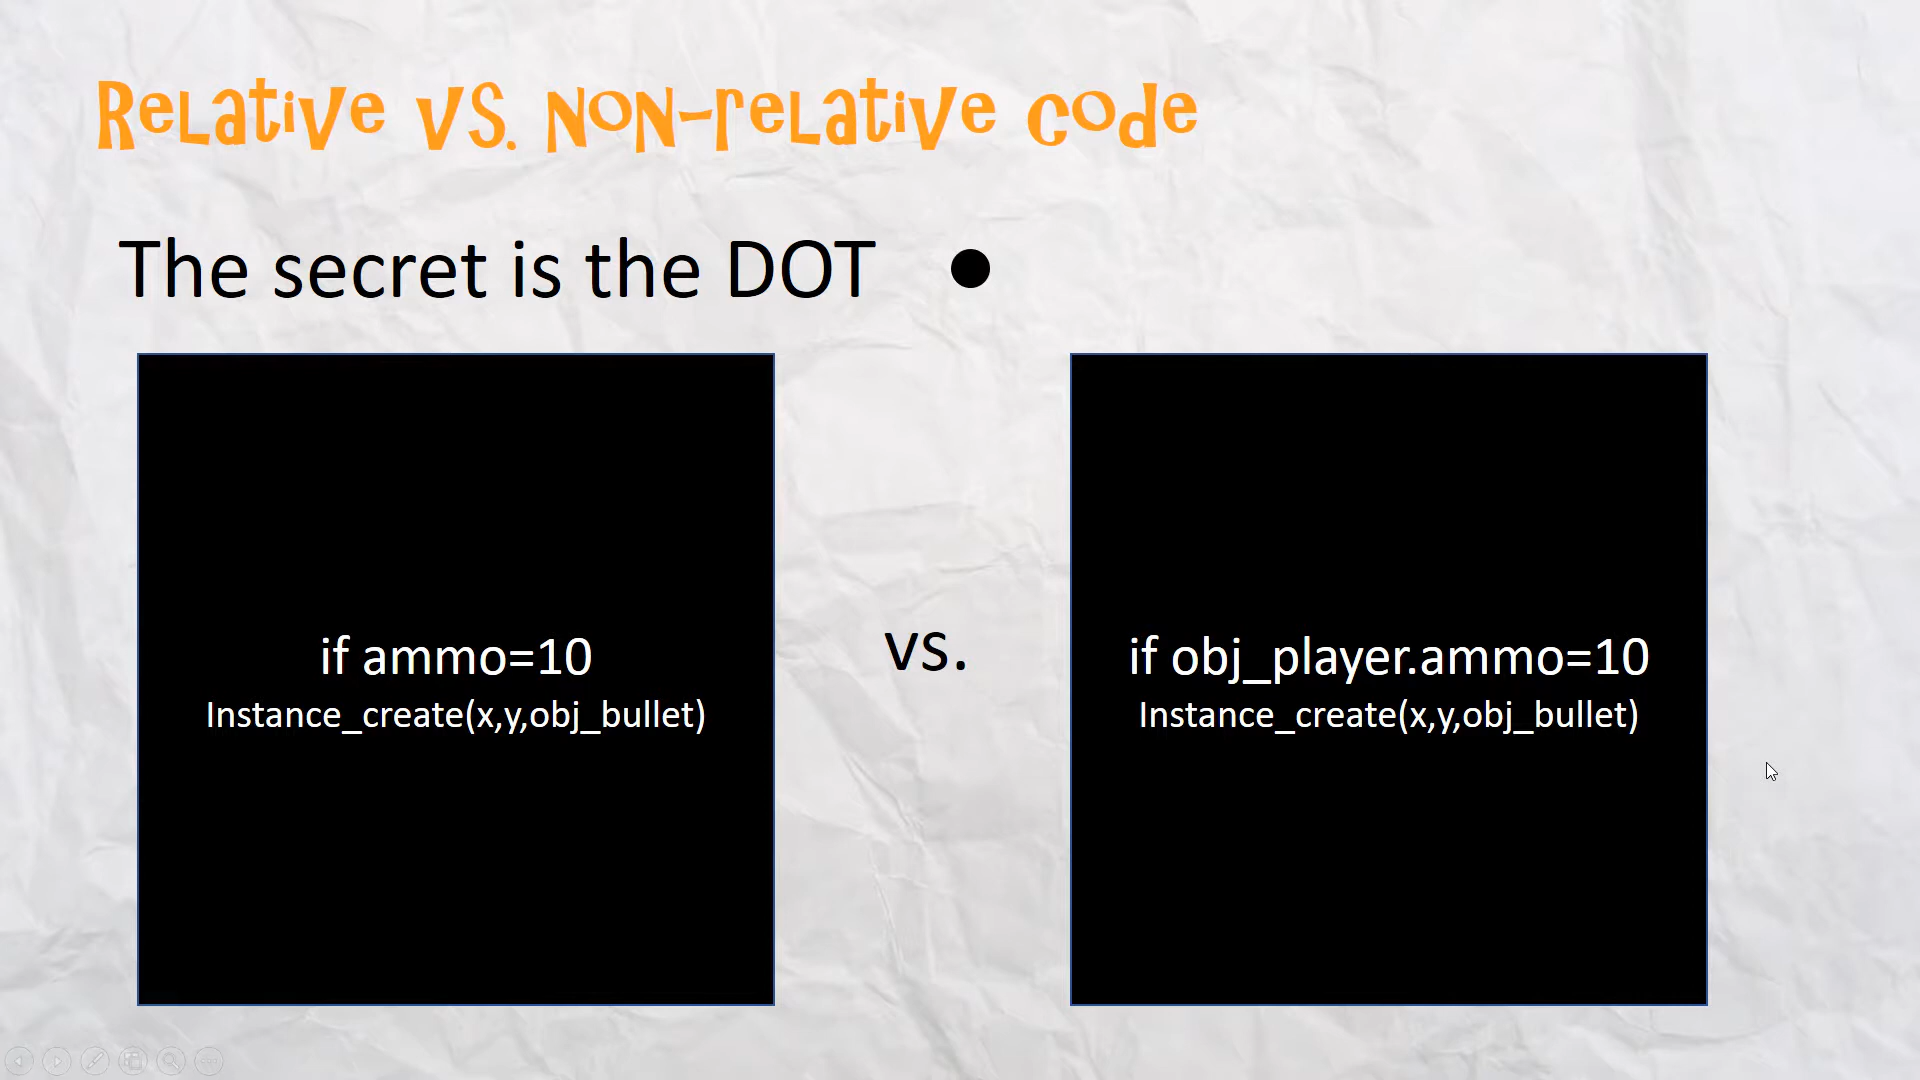 Relative vs. Non-relative code
The secret is the DOT
if ammo=10
Instance_create(x,y,obj_bullet)
vs.
if obj_player.ammo=10
Instance_create(x,y,obj_bullet)